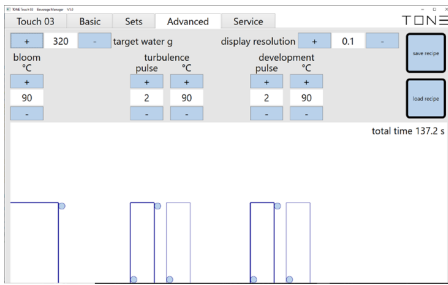 TONE Touch 03 Beverage Manager V1.0
Touch 03 Basic Sets Advanced Service TONE
+ 320 - target water g display resolution + 0.1 -
save recipe
bloom turbulence development
°C pulse °C pulse °C
+ + + + +
90 2 90 2 90
- - - - -
load recipe
total time 137.2 s